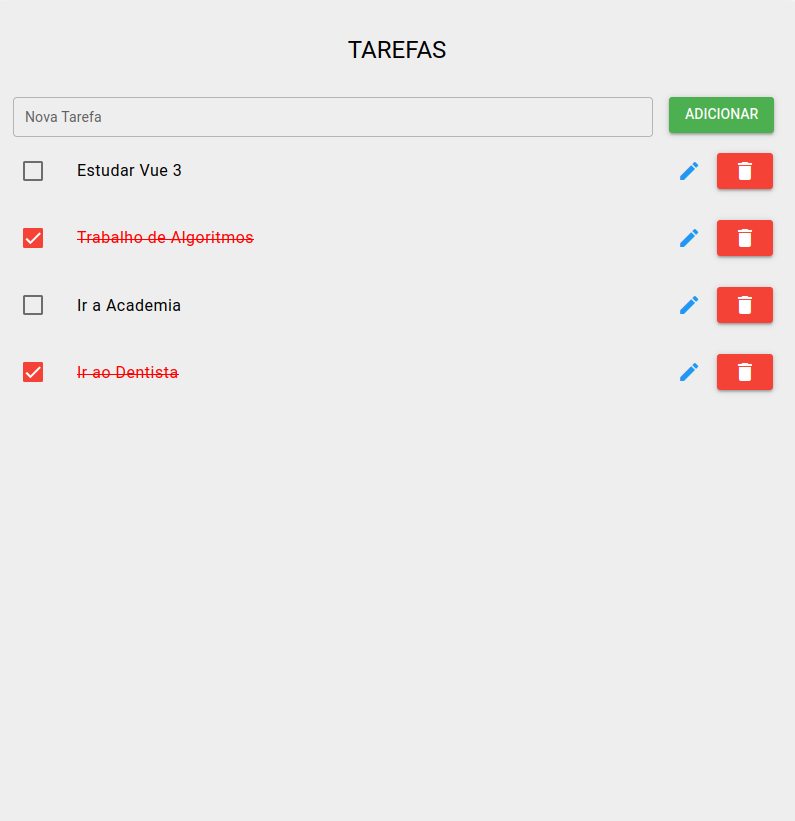 TAREFAS
Nova Tarefa
ADICIONAR
Estudar Vue 3
Trabalho de Algoritmos
Ir a Academia
Ir ao Dentista